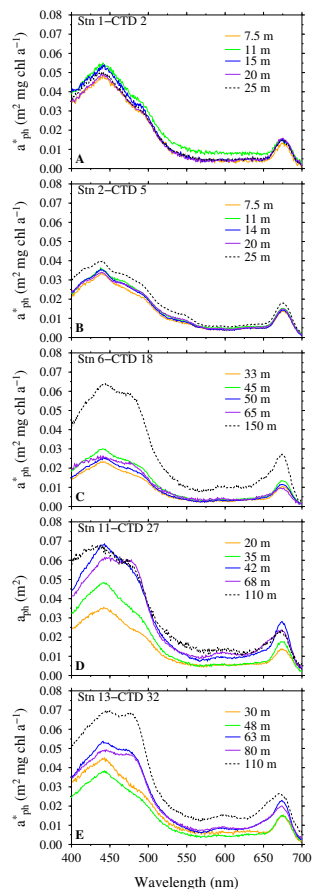 Stn 1−CTD 2
0.08
0.07
0.06
0.05
0.04
0.03
0.02
0.01
0.00
a*ph (m2 mg chl a−1)
7.5 m
11 m
15 m
20 m
25 m
A
Stn 2−CTD 5
0.08
0.07
0.06
0.05
0.04
0.03
0.02
0.01
0.00
a*ph (m2 mg chl a−1)
7.5 m
11 m
14 m
20 m
25 m
B
Stn 6−CTD 18
0.08
0.07
0.06
0.05
0.04
0.03
0.02
0.01
0.00
a*ph (m2 mg chl a−1)
33 m
45 m
50 m
65 m
150 m
C
Stn 11−CTD 27
0.08
0.07
0.06
0.05
0.04
0.03
0.02
0.01
0.00
aph (m2)
20 m
35 m
42 m
68 m
110 m
D
Stn 13−CTD 32
0.08
0.07
0.06
0.05
0.04
0.03
0.02
0.01
0.00
a*ph (m2 mg chl a−1)
30 m
48 m
63 m
80 m
110 m
E
400 450 500 550 600 650 700
Wavelength (nm)